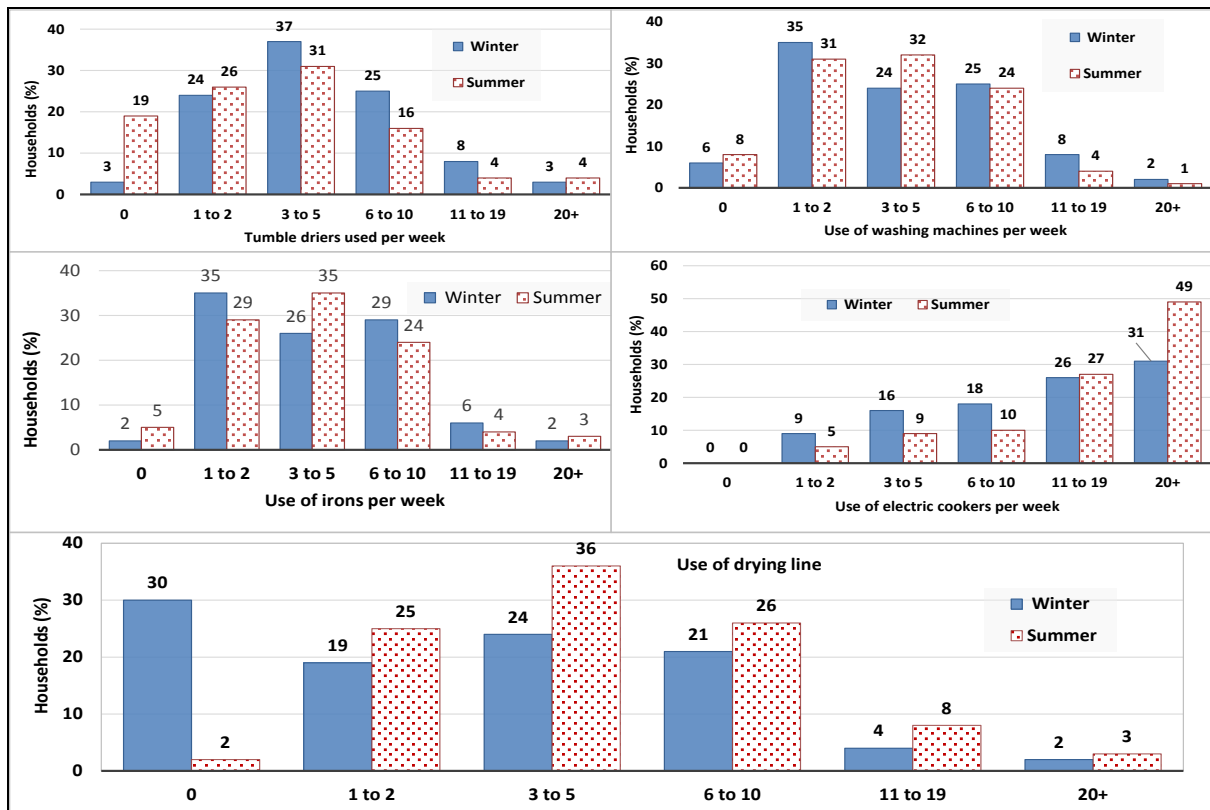 40
30
20
10
0
Households (%)
3
19
24
26
37
31
25
16
8
4
3
4
Winter
Summer
0
1 to 2
3 to 5
6 to 10
11 to 19
20+
Tumble driers used per week
40
30
20
10
0
Households (%)
6
8
35
31
24
32
25
24
8
4
2
1
Winter
Summer
0
1 to 2
3 to 5
6 to 10
11 to 19
20+
Use of washing machines per week
40
30
20
10
0
Households (%)
2
5
35
29
26
35
29
24
6
4
2
3
Winter
Summer
0
1 to 2
3 to 5
6 to 10
11 to 19
20+
Use of irons per week
60
50
40
30
20
10
0
Households (%)
0
0
9
5
16
9
18
10
26
27
31
49
Winter
Summer
0
1 to 2
3 to 5
6 to 10
11 to 19
20+
Use of electric cookers per week
Use of drying line
40
30
20
10
0
Households (%)
30
2
19
25
24
36
21
26
4
8
2
3
Winter
Summer
0
1 to 2
3 to 5
6 to 10
11 to 19
20+